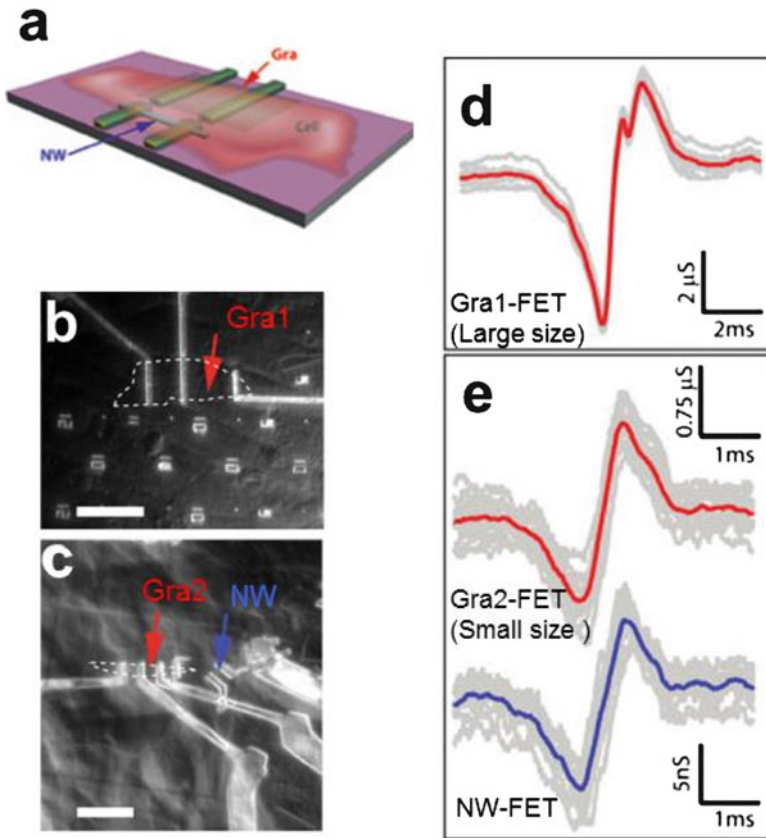 a
Gra
Cell
NW
b
Gra1
c
Gra2
NW
d
2 μS
2ms
Gra1-FET
(Large size)
e
0.75 μS
1ms
Gra2-FET
(Small size )
5nS
1ms
NW-FET